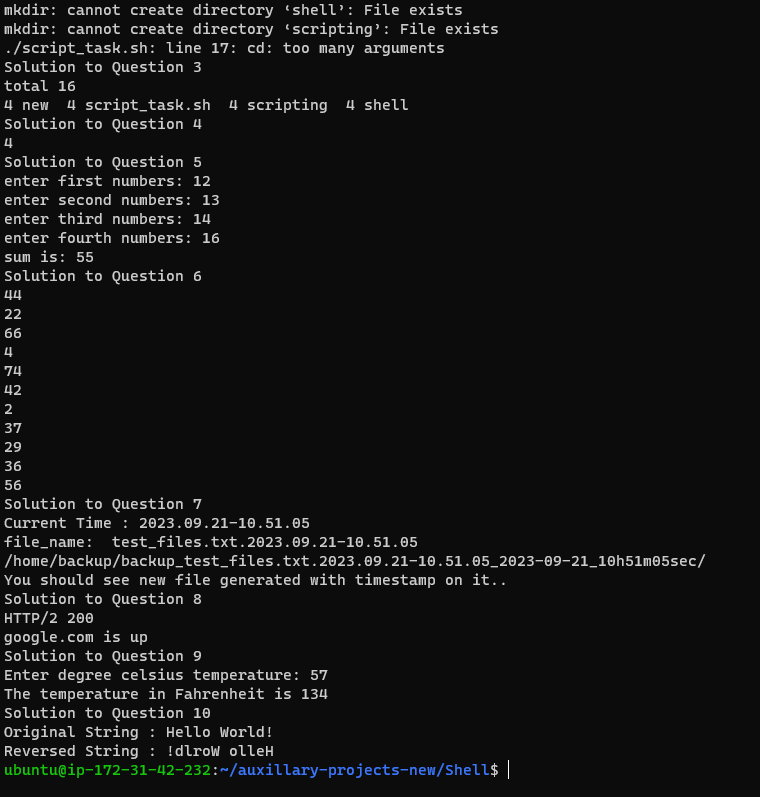 mkdir: cannot create directory ‘shell’: File exists
mkdir: cannot create directory ‘scripting’: File exists
./script_task.sh: line 17: cd: too many arguments
Solution to Question 3
total 16
4 new  4 script_task.sh  4 scripting  4 shell
Solution to Question 4
4
Solution to Question 5
enter first numbers: 12
enter second numbers: 13
enter third numbers: 14
enter fourth numbers: 16
sum is: 55
Solution to Question 6
44
22
66
4
74
42
2
37
29
36
56
Solution to Question 7
Current Time : 2023.09.21-10.51.05
file_name:  test_files.txt.2023.09.21-10.51.05
/home/backup/backup_test_files.txt.2023.09.21-10.51.05_2023-09-21_10h51m05sec/
You should see new file generated with timestamp on it..
Solution to Question 8
HTTP/2 200
google.com is up
Solution to Question 9
Enter degree celsius temperature: 57
The temperature in Fahrenheit is 134
Solution to Question 10
Original String : Hello World!
Reversed String : !dlroW olleH
ubuntu@ip-172-31-42-232:~/auxillary-projects-new/Shell$